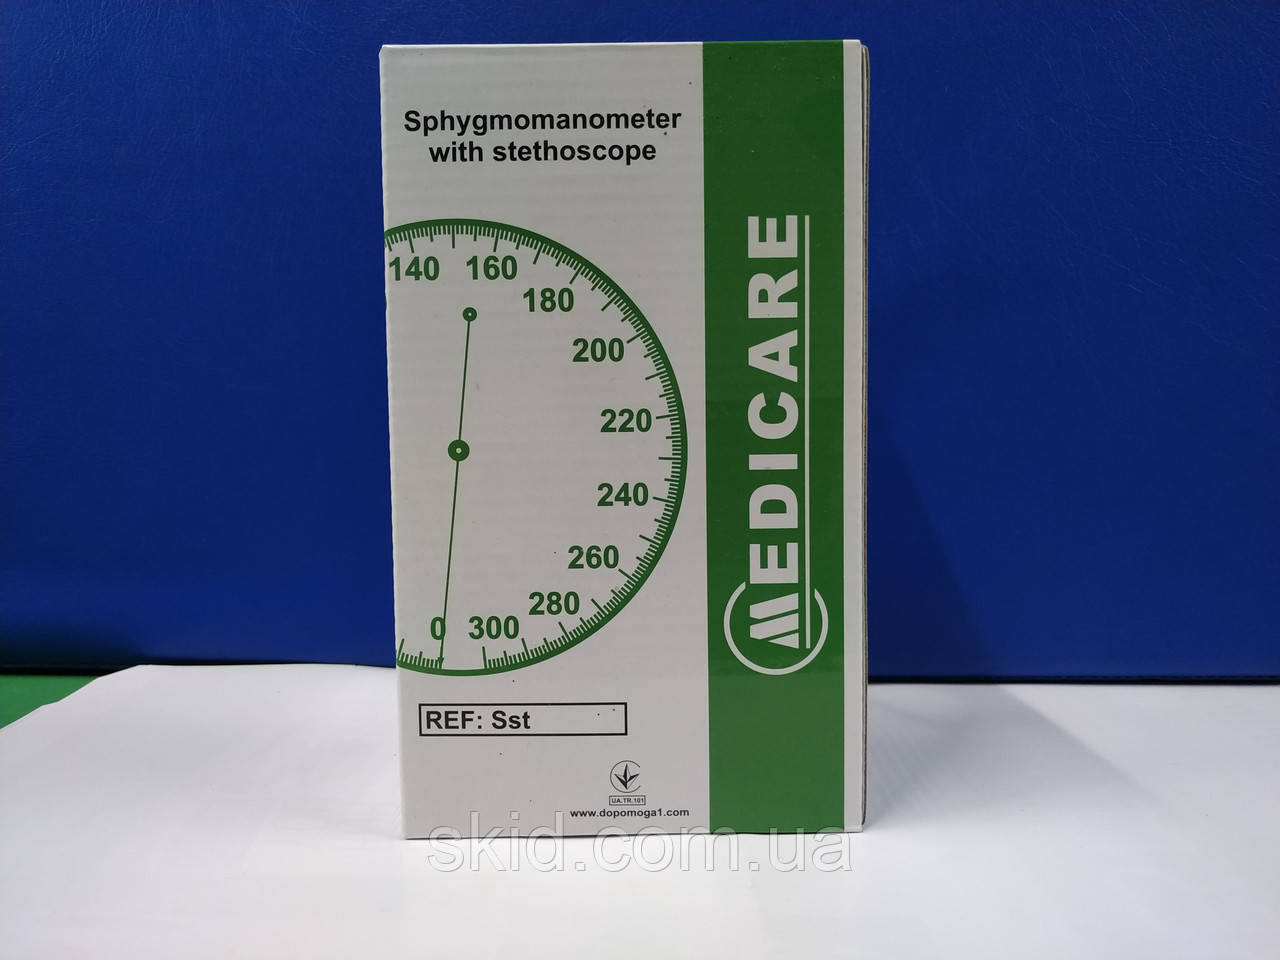 Sphygmomanometer
with stethoscope
140
160
180
200
220
240
260
280
300
0
MEDICARE
REF: Sst
UA.TR.101
www.dopomoga1.com
skid.com.ua